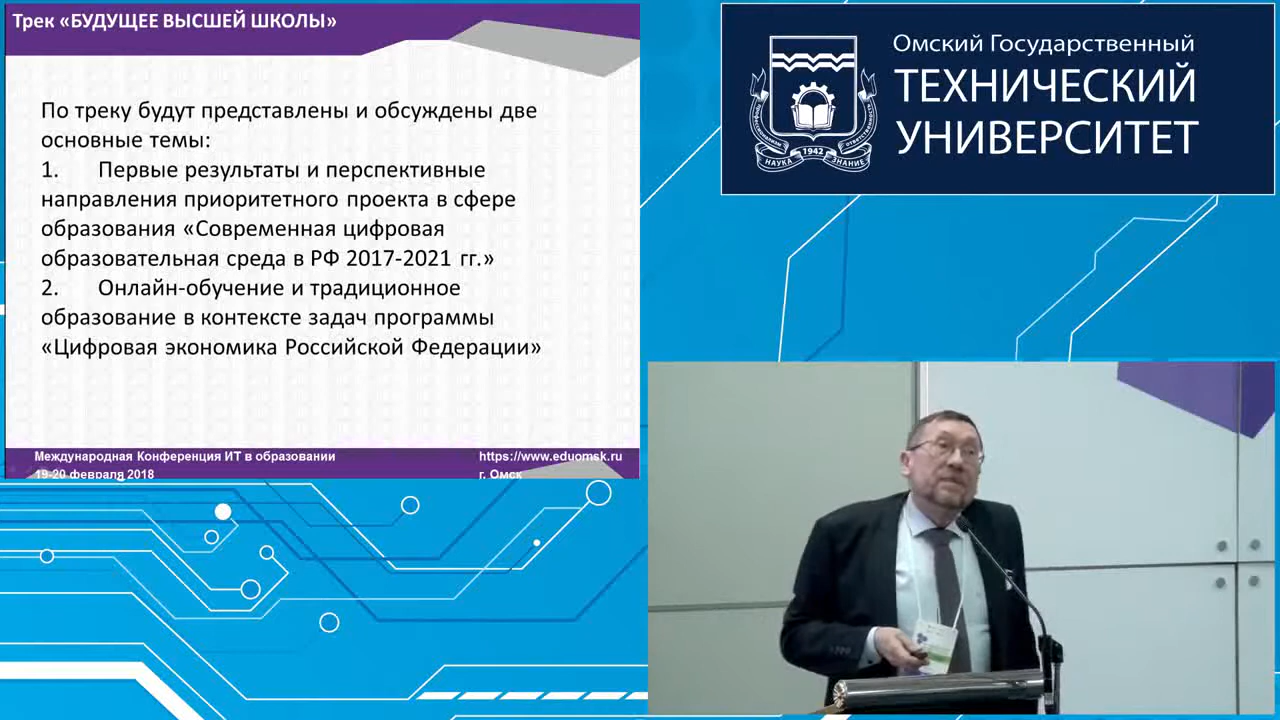 Трек «БУДУЩЕЕ ВЫСШЕЙ ШКОЛЫ»
По треку будут представлены и обсуждены две
основные темы:
1. Первые результаты и перспективные
направления приоритетного проекта в сфере
образования «Современная цифровая
образовательная среда в РФ 2017-2021 гг.»
2. Онлайн-обучение и традиционное
образование в контексте задач программы
«Цифровая экономика Российской Федерации»
Международная Конференция ИТ в образовании
19-20 февраля 2018
https://www.eduomsk.ru
г. Омск
Омский Государственный
ТЕХНИЧЕСКИЙ
УНИВЕРСИТЕТ
профессионализм
ответственность
НАУКА 1942 ЗНАНИЕ